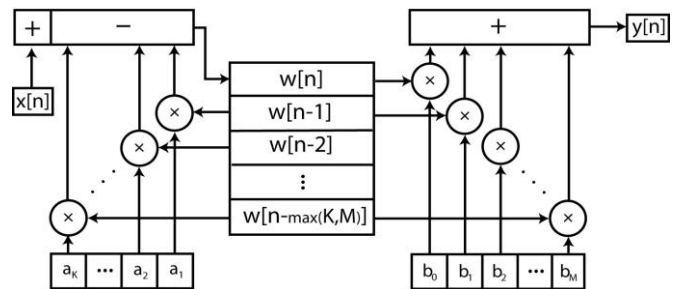 + − + y[n]
x[n]
w[n] ×
w[n-1] × ×
w[n-2] × ×
⋮
w[n-max(K,M)] × ×
a_K ... a_2 a_1 b_0 b_1 b_2 ... b_M